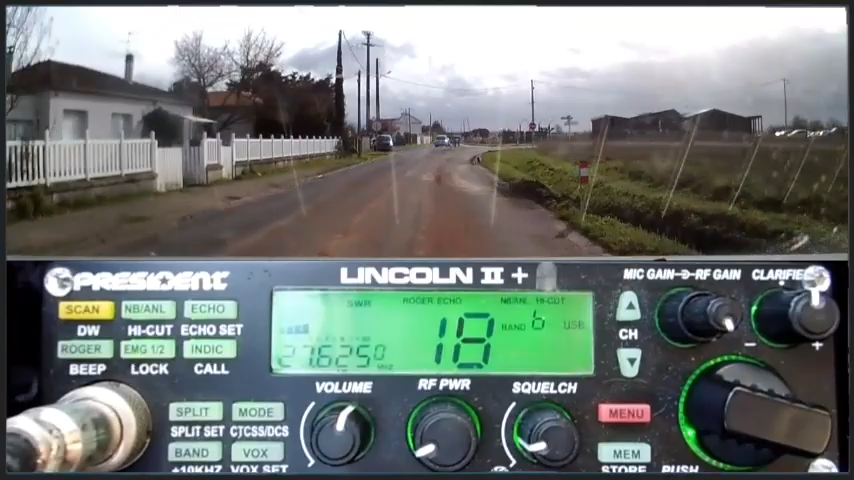 PRESIDENT
LINCOLN II +
MIC GAIN RF GAIN CLARIFIE
SCAN NB/ANL ECHO
DW HI-CUT ECHO SET
ROGER EMG 1/2 INDIC
BEEP LOCK CALL
SWR ROGER ECHO NB/ANL HI-CUT
18 BAND b USB
27.6250 MHZ
CH
- +
VOLUME RF PWR SQUELCH
SPLIT MODE
SPLIT SET CTCSS/DCS
BAND VOX
+10KHZ VOX SET
MENU
MEM
STORE PUSH